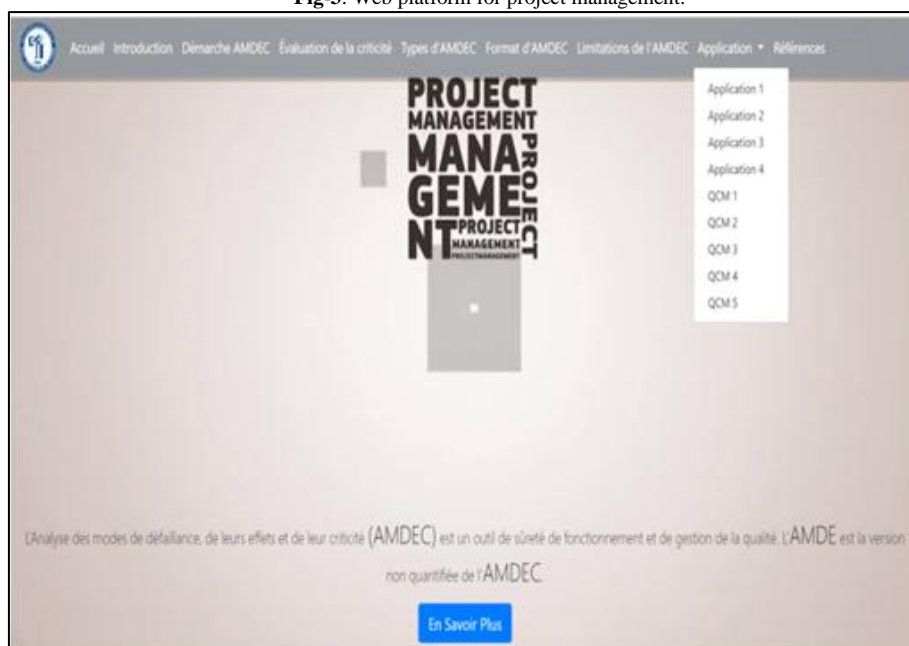 Fig-3: Web platform for project management.
Accueil Introduction Démarche AMDEC Évaluation de la criticité Types d'AMDEC Format d'AMDEC Limitations de l'AMDEC Application Références
Application 1
Application 2
Application 3
Application 4
QCM 1
QCM 2
QCM 3
QCM 4
QCM 5
PROJECT
MANAGEMENT
MANA
GEME
NT
PROJECT
PROJECT
MANAGEMENT
PROJECTMANAGEMENT
L'Analyse des modes de défaillance, de leurs effets et de leur criticité (AMDEC) est un outil de sûreté de fonctionnement et de gestion de la qualité. L'AMDE est la version
non quantifiée de l'AMDEC.
En Savoir Plus